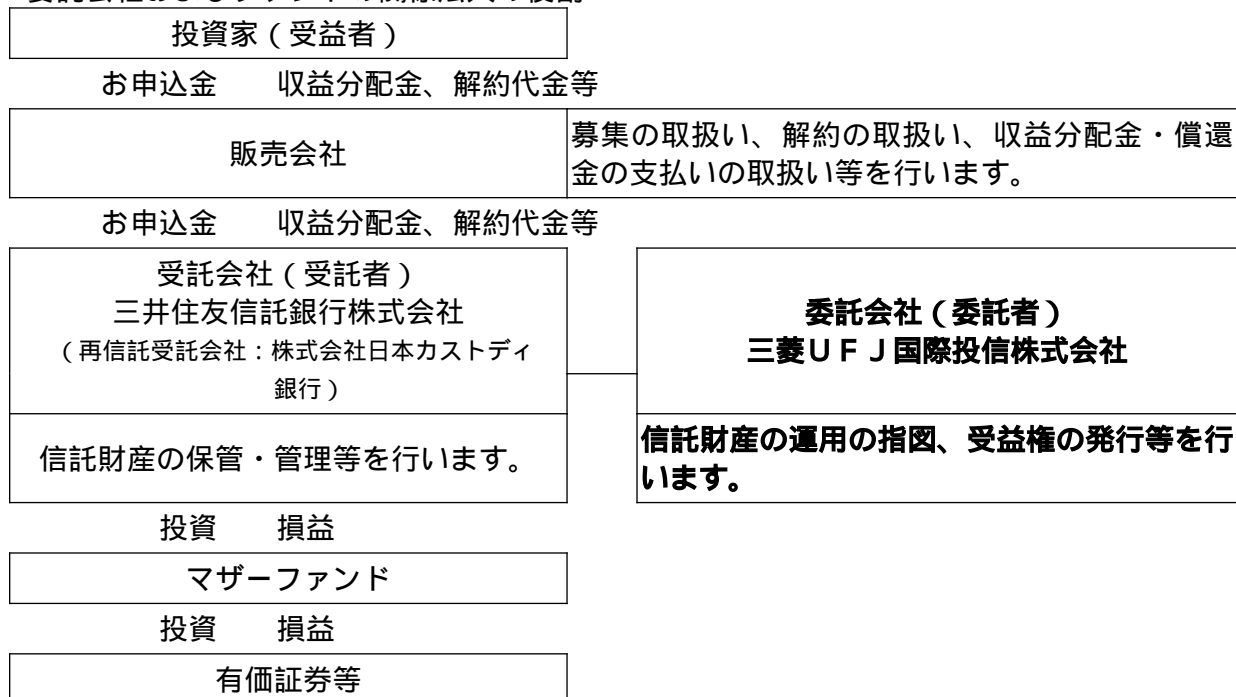 投資家（受益者）
お申込金　　収益分配金、解約代金等
販売会社
募集の取扱い、解約の取扱い、収益分配金・償還
金の支払いの取扱い等を行います。
お申込金　　収益分配金、解約代金等
受託会社（受託者）
三井住友信託銀行株式会社
（再信託受託会社：株式会社日本カストディ
銀行）
委託会社（委託者）
三菱ＵＦＪ国際投信株式会社
信託財産の保管・管理等を行います。
信託財産の運用の指図、受益権の発行等を行
います。
投資　　損益
マザーファンド
投資　　損益
有価証券等